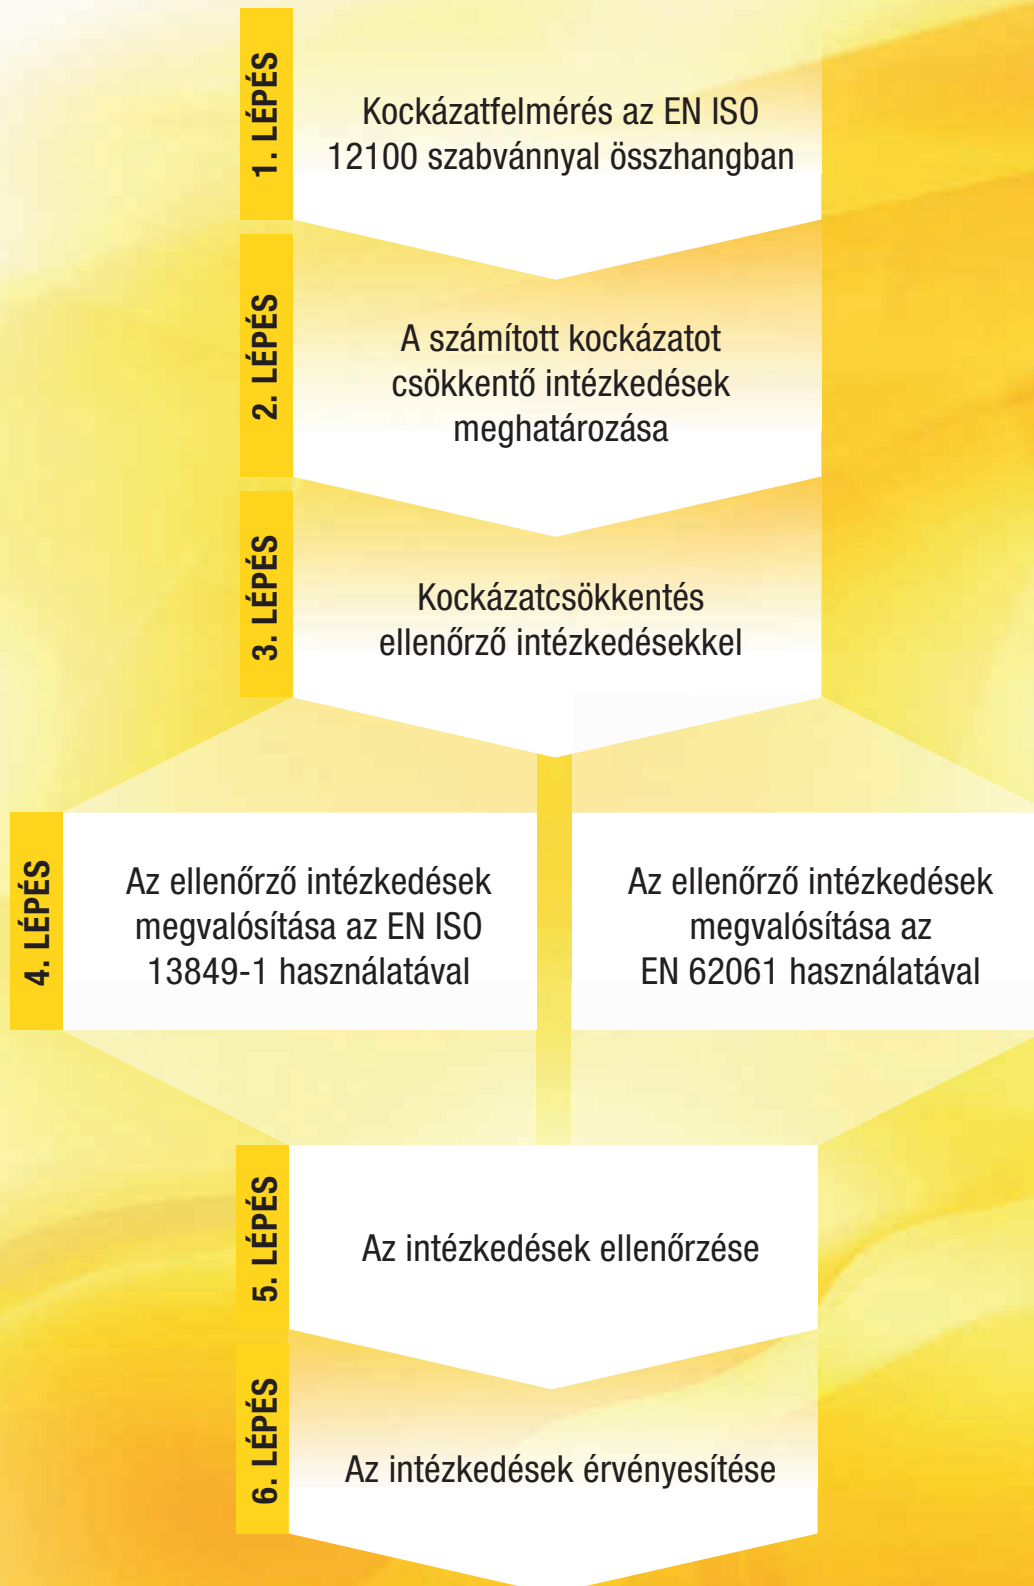 1. LÉPÉS
Kockázatfelmérés az EN ISO
12100 szabvánnyal összhangban
2. LÉPÉS
A számított kockázatot
csökkentő intézkedések
meghatározása
3. LÉPÉS
Kockázatcsökkentés
ellenőrző intézkedésekkel
4. LÉPÉS
Az ellenőrző intézkedések
megvalósítása az EN ISO
13849-1 használatával
Az ellenőrző intézkedések
megvalósítása az
EN 62061 használatával
5. LÉPÉS
Az intézkedések ellenőrzése
6. LÉPÉS
Az intézkedések érvényesítése